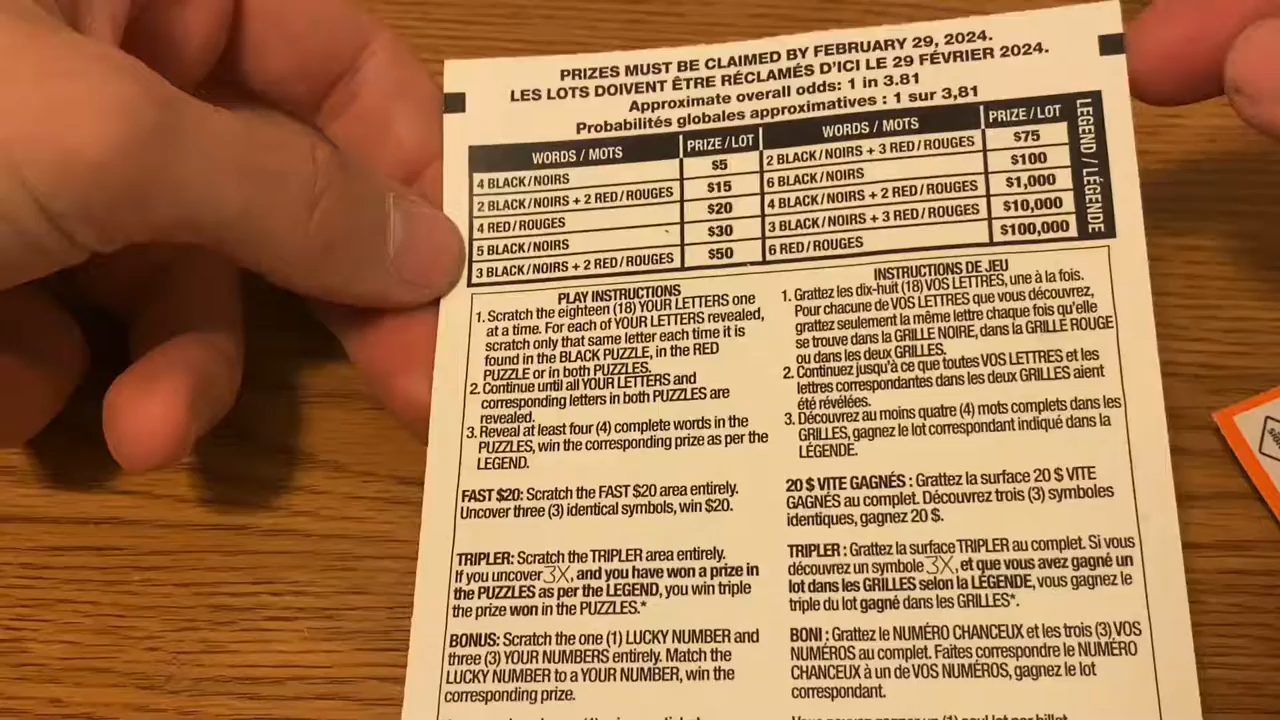 PRIZES MUST BE CLAIMED BY FEBRUARY 29, 2024.
LES LOTS DOIVENT ÊTRE RÉCLAMÉS D'ICI LE 29 FÉVRIER 2024.
Approximate overall odds: 1 in 3.81
Probabilités globales approximatives : 1 sur 3,81
WORDS / MOTS PRIZE / LOT
4 BLACK/NOIRS $5
2 BLACK/NOIRS + 2 RED/ROUGES $15
4 RED/ROUGES $20
5 BLACK/NOIRS $30
3 BLACK/NOIRS + 2 RED/ROUGES $50
WORDS / MOTS PRIZE / LOT
2 BLACK/NOIRS + 3 RED/ROUGES $75
6 BLACK/NOIRS $100
4 BLACK/NOIRS + 2 RED/ROUGES $1,000
3 BLACK/NOIRS + 3 RED/ROUGES $10,000
6 RED/ROUGES $100,000
LEGEND / LÉGENDE
PLAY INSTRUCTIONS
1. Scratch the eighteen (18) YOUR LETTERS one
at a time. For each of YOUR LETTERS revealed,
scratch only that same letter each time it is
found in the BLACK PUZZLE, in the RED
PUZZLE or in both PUZZLES.
2. Continue until all YOUR LETTERS and
corresponding letters in both PUZZLES are
revealed.
3. Reveal at least four (4) complete words in the
PUZZLES, win the corresponding prize as per the
LEGEND.
FAST $20: Scratch the FAST $20 area entirely.
Uncover three (3) identical symbols, win $20.
TRIPLER: Scratch the TRIPLER area entirely.
If you uncover 3X, and you have won a prize in
the PUZZLES as per the LEGEND, you win triple
the prize won in the PUZZLES.*
BONUS: Scratch the one (1) LUCKY NUMBER and
three (3) YOUR NUMBERS entirely. Match the
LUCKY NUMBER to a YOUR NUMBER, win the
corresponding prize.
INSTRUCTIONS DE JEU
1. Grattez les dix-huit (18) VOS LETTRES, une à la fois.
Pour chacune de VOS LETTRES que vous découvrez,
grattez seulement la même lettre chaque fois qu'elle
se trouve dans la GRILLE NOIRE, dans la GRILLE ROUGE
ou dans les deux GRILLES.
2. Continuez jusqu'à ce que toutes VOS LETTRES et les
lettres correspondantes dans les deux GRILLES aient
été révélées.
3. Découvrez au moins quatre (4) mots complets dans les
GRILLES, gagnez le lot correspondant indiqué dans la
LÉGENDE.
20 $ VITE GAGNÉS : Grattez la surface 20 $ VITE
GAGNÉS au complet. Découvrez trois (3) symboles
identiques, gagnez 20 $.
TRIPLER : Grattez la surface TRIPLER au complet. Si vous
découvrez un symbole 3X, et que vous avez gagné un
lot dans les GRILLES selon la LÉGENDE, vous gagnez le
triple du lot gagné dans les GRILLES*.
BONI : Grattez le NUMÉRO CHANCEUX et les trois (3) VOS
NUMÉROS au complet. Faites correspondre le NUMÉRO
CHANCEUX à un de VOS NUMÉROS, gagnez le lot
correspondant.